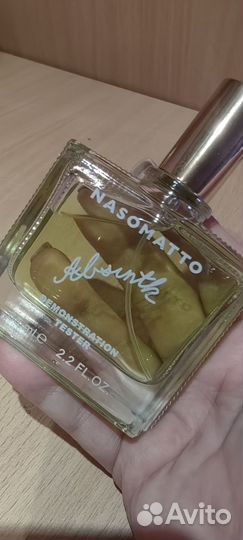 NASOMATTO
Absinth
DEMONSTRATION
TESTER
2.2 FL.OZ.
Avito